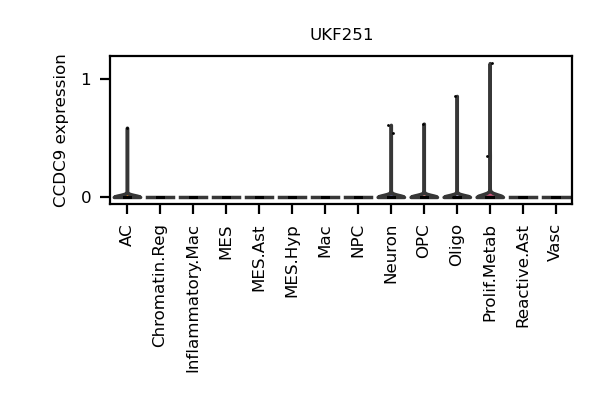 UKF251
CCDC9 expression
1
0
AC
Chromatin.Reg
Inflammatory.Mac
MES
MES.Ast
MES.Hyp
Mac
NPC
Neuron
OPC
Oligo
Prolif.Metab
Reactive.Ast
Vasc